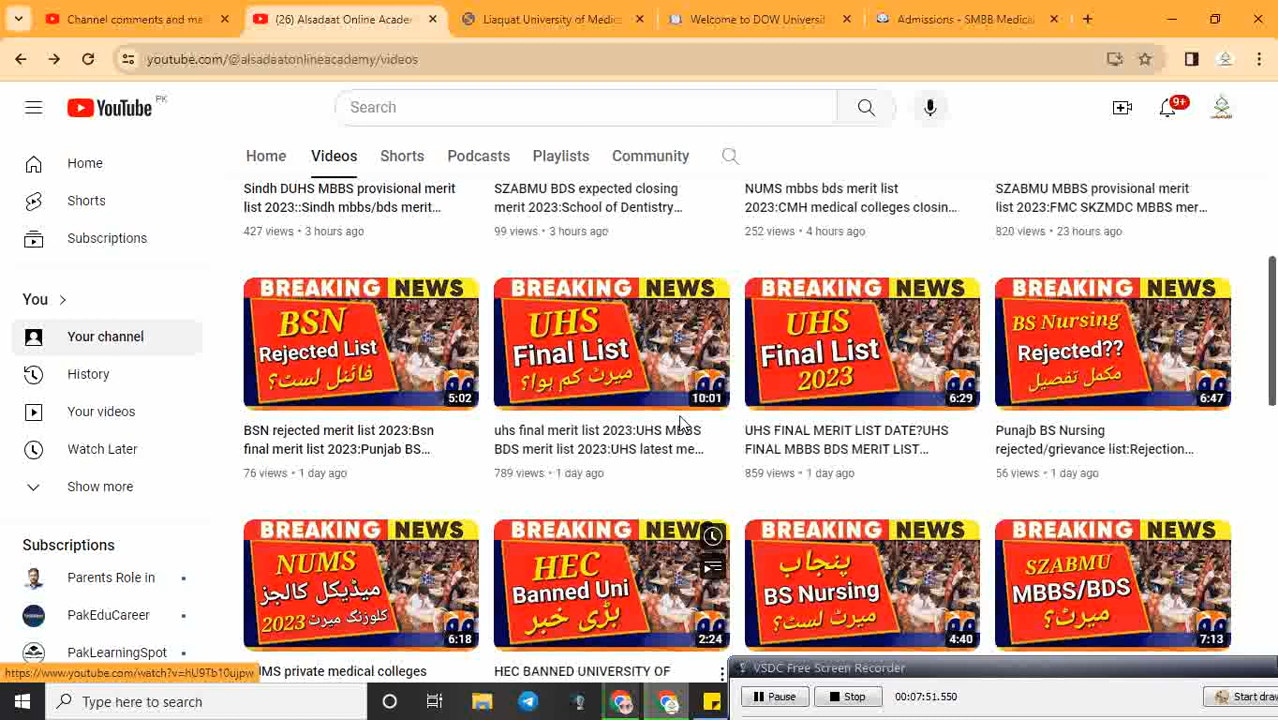 Channel comments and me
(26) Alsadaat Online Acade
Liaquat University of Medic
Welcome to DOW Universit
Admissions - SMBB Medical
youtube.com/@alsadaatonlineacademy/videos
YouTube PK
Search
9+
Home
Videos
Shorts
Podcasts
Playlists
Community
Home
Shorts
Subscriptions
You
Your channel
History
Your videos
Watch Later
Show more
Subscriptions
Parents Role in
PakEduCareer
PakLearningSpot
Sindh DUHS MBBS provisional merit
list 2023::Sindh mbbs/bds merit...
427 views • 3 hours ago
SZABMU BDS expected closing
merit 2023:School of Dentistry...
99 views • 3 hours ago
NUMS mbbs bds merit list
2023:CMH medical colleges closin...
252 views • 4 hours ago
SZABMU MBBS provisional merit
list 2023:FMC SKZMDC MBBS mer...
820 views • 23 hours ago
BREAKING NEWS
BSN
Rejected List
فائنل لسٹ؟
5:02
BSN rejected merit list 2023:Bsn
final merit list 2023:Punjab BS...
76 views • 1 day ago
BREAKING NEWS
UHS
Final List
میرٹ کم ہوا؟
10:01
uhs final merit list 2023:UHS MBBS
BDS merit list 2023:UHS latest me...
789 views • 1 day ago
BREAKING NEWS
UHS
Final List
2023
6:29
UHS FINAL MERIT LIST DATE?UHS
FINAL MBBS BDS MERIT LIST...
859 views • 1 day ago
BREAKING NEWS
BS Nursing
Rejected??
مکمل تفصیل
6:47
Punajb BS Nursing
rejected/grievance list:Rejection...
56 views • 1 day ago
BREAKING NEWS
NUMS
میڈیکل کالجز
کلوزنگ میرٹ 2023
6:18
UMS private medical colleges
BREAKING NEWS
HEC
Banned Uni
بڑی خبر
2:24
HEC BANNED UNIVERSITY OF
BREAKING NEWS
پنجاب
BS Nursing
میرٹ لسٹ؟
4:40
BREAKING NEWS
SZABMU
MBBS/BDS
میرٹ؟
7:13
https://www.youtube.com/watch?v=hU9Tb10ujpw
VSDC Free Screen Recorder
Pause
Stop
00:07:51.550
Start draw
Type here to search